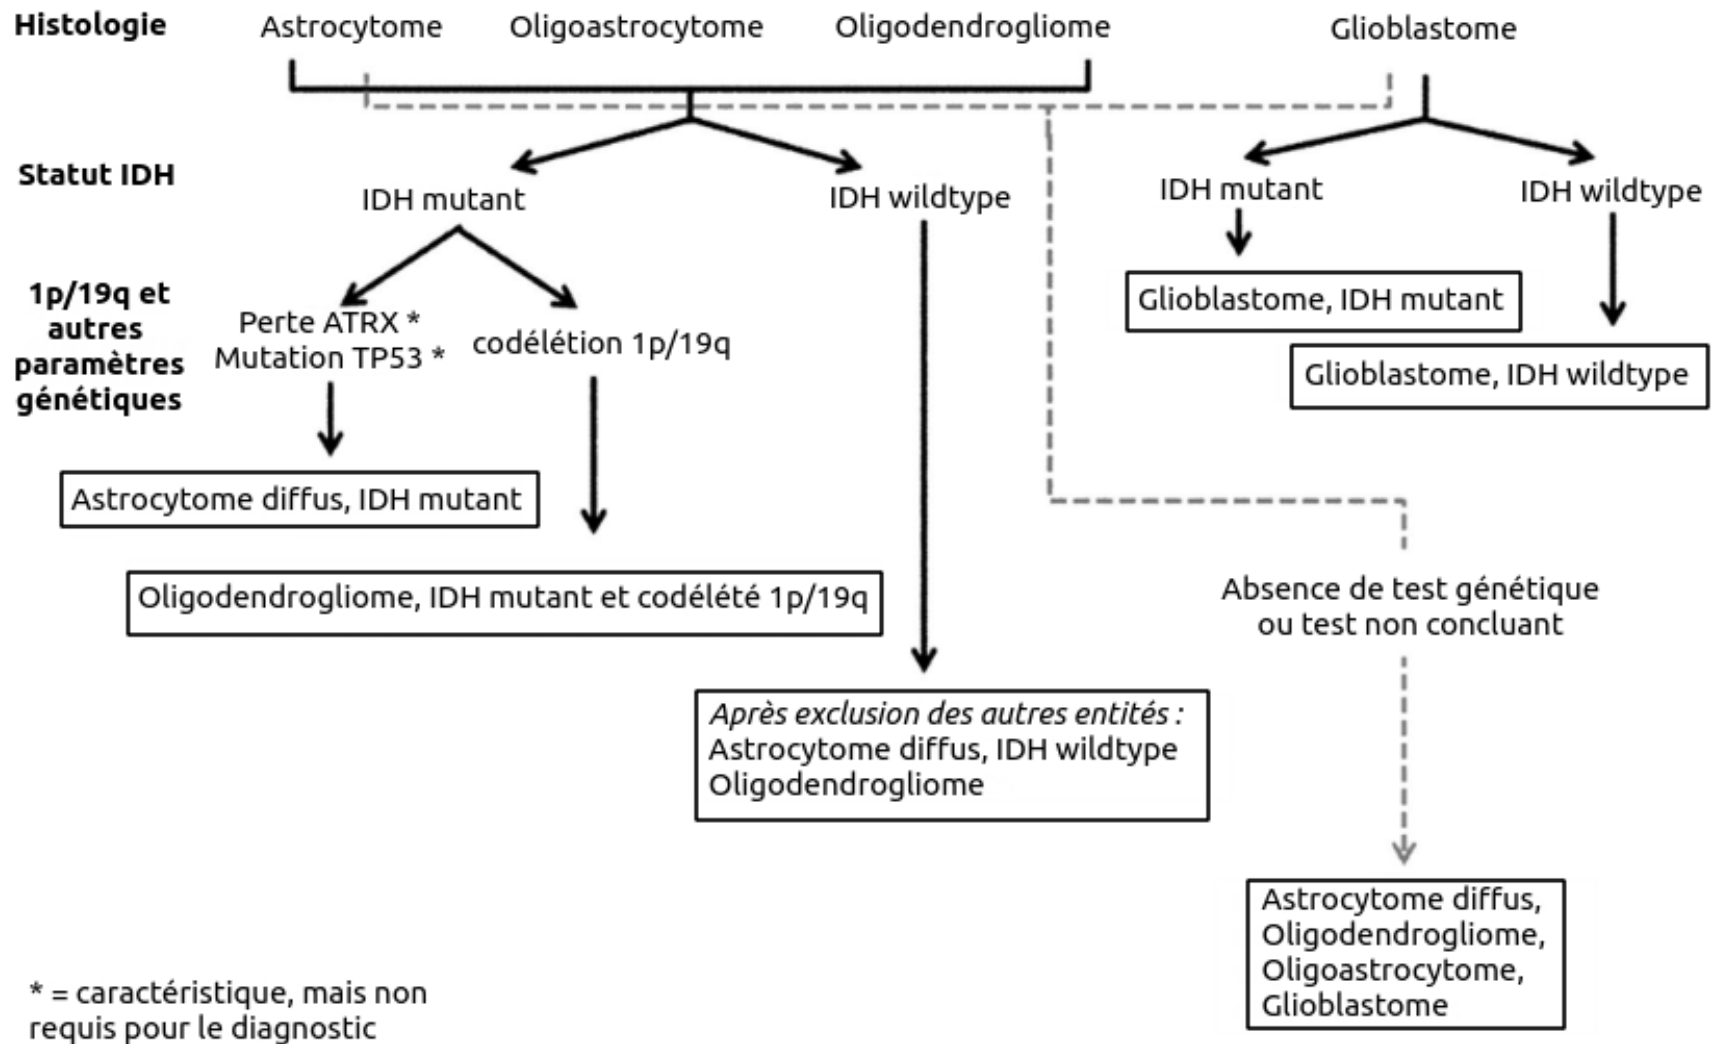 Histologie
Astrocytome
Oligoastrocytome
Oligodendrogliome
Glioblastome
Statut IDH
IDH mutant
IDH wildtype
IDH mutant
IDH wildtype
1p/19q et
autres
paramètres
génétiques
Perte ATRX *
Mutation TP53 *
codélétion 1p/19q
Glioblastome, IDH mutant
Glioblastome, IDH wildtype
Astrocytome diffus, IDH mutant
Oligodendrogliome, IDH mutant et codélété 1p/19q
Absence de test génétique
ou test non concluant
Après exclusion des autres entités :
Astrocytome diffus, IDH wildtype
Oligodendrogliome
Astrocytome diffus,
Oligodendrogliome,
Oligoastrocytome,
Glioblastome
* = caractéristique, mais non
requis pour le diagnostic